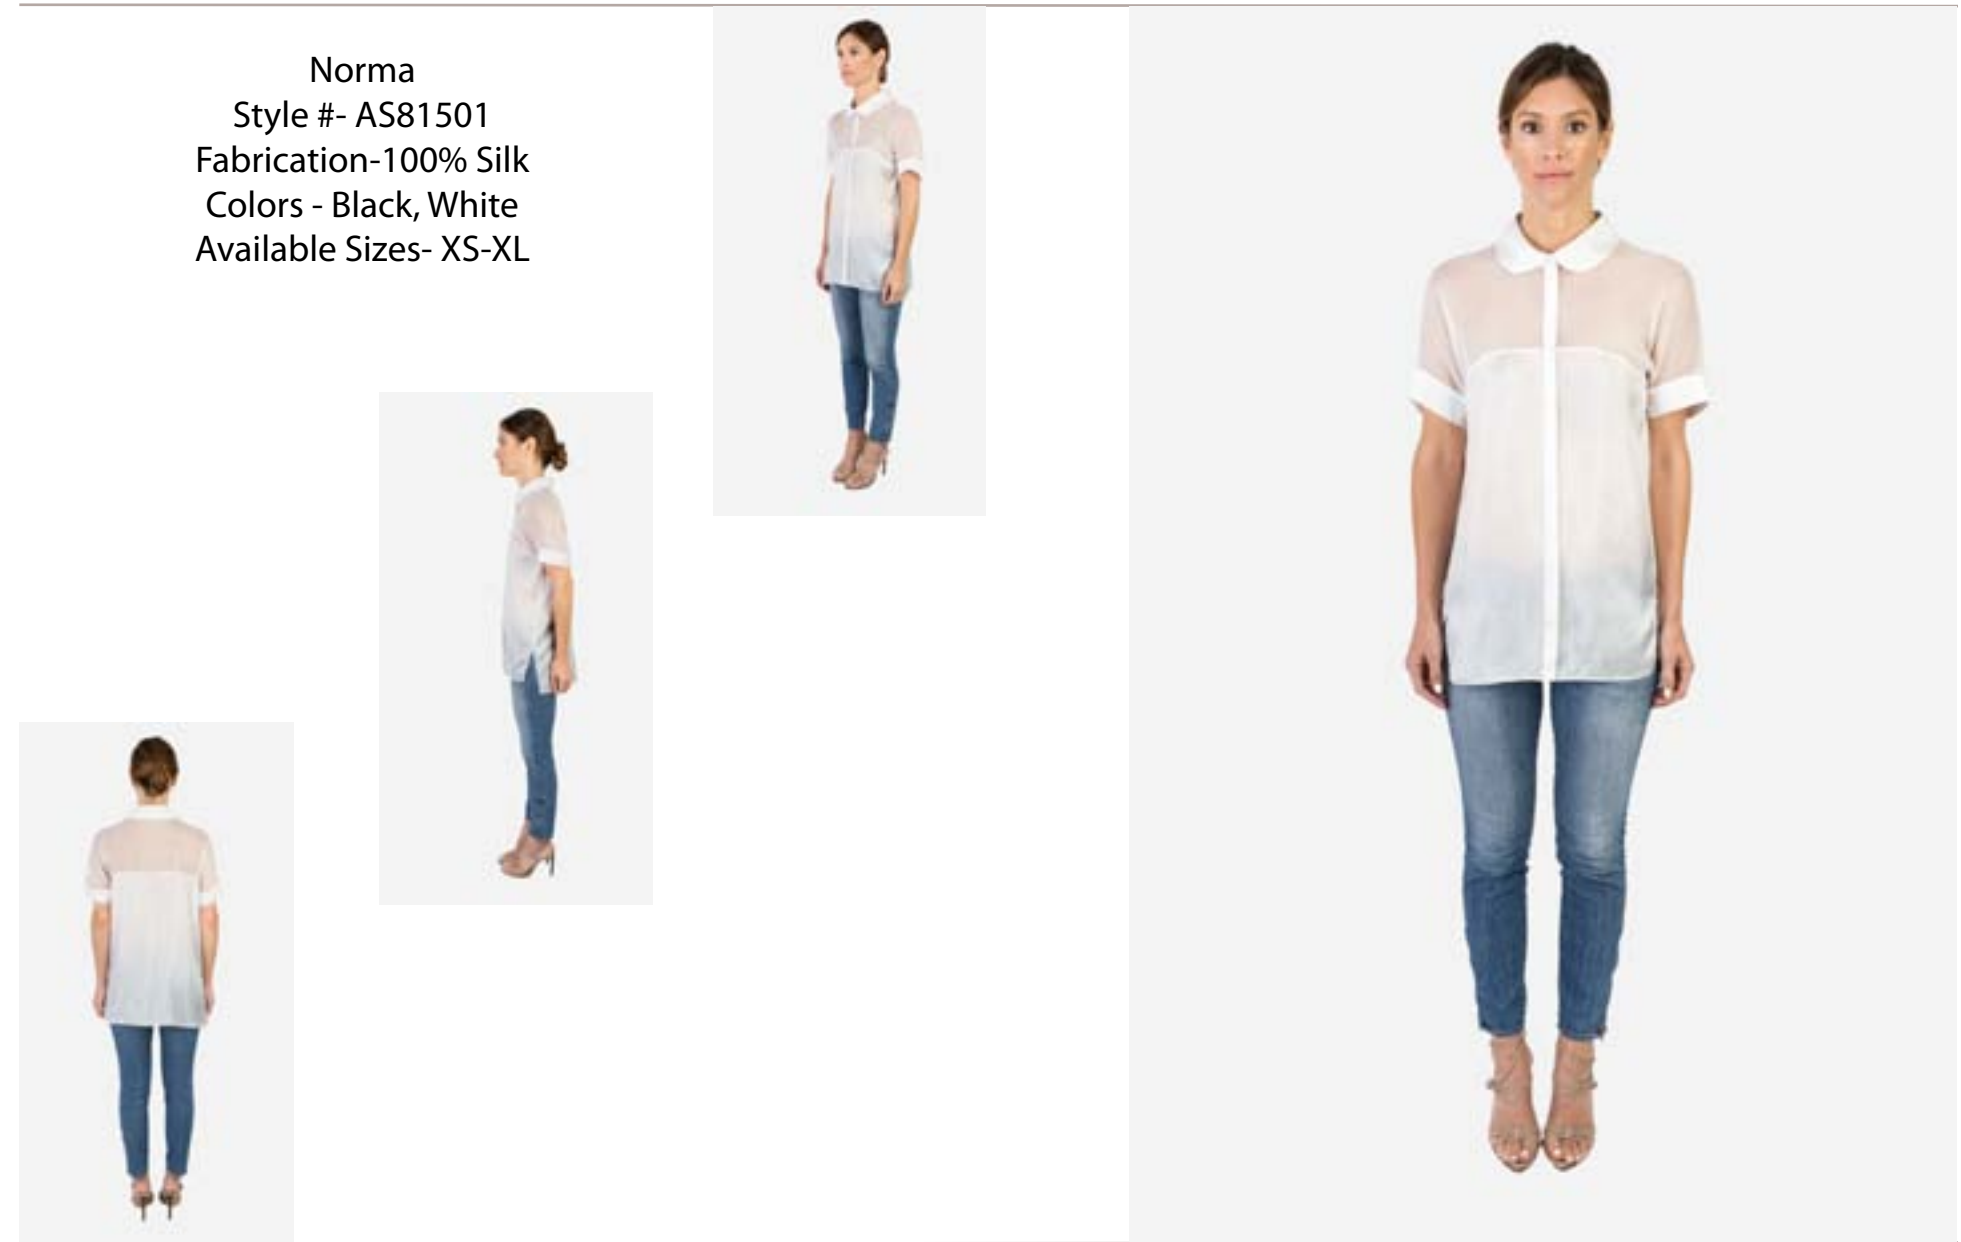 Norma
Style #- AS81501
Fabrication-100% Silk
Colors - Black, White
Available Sizes- XS-XL